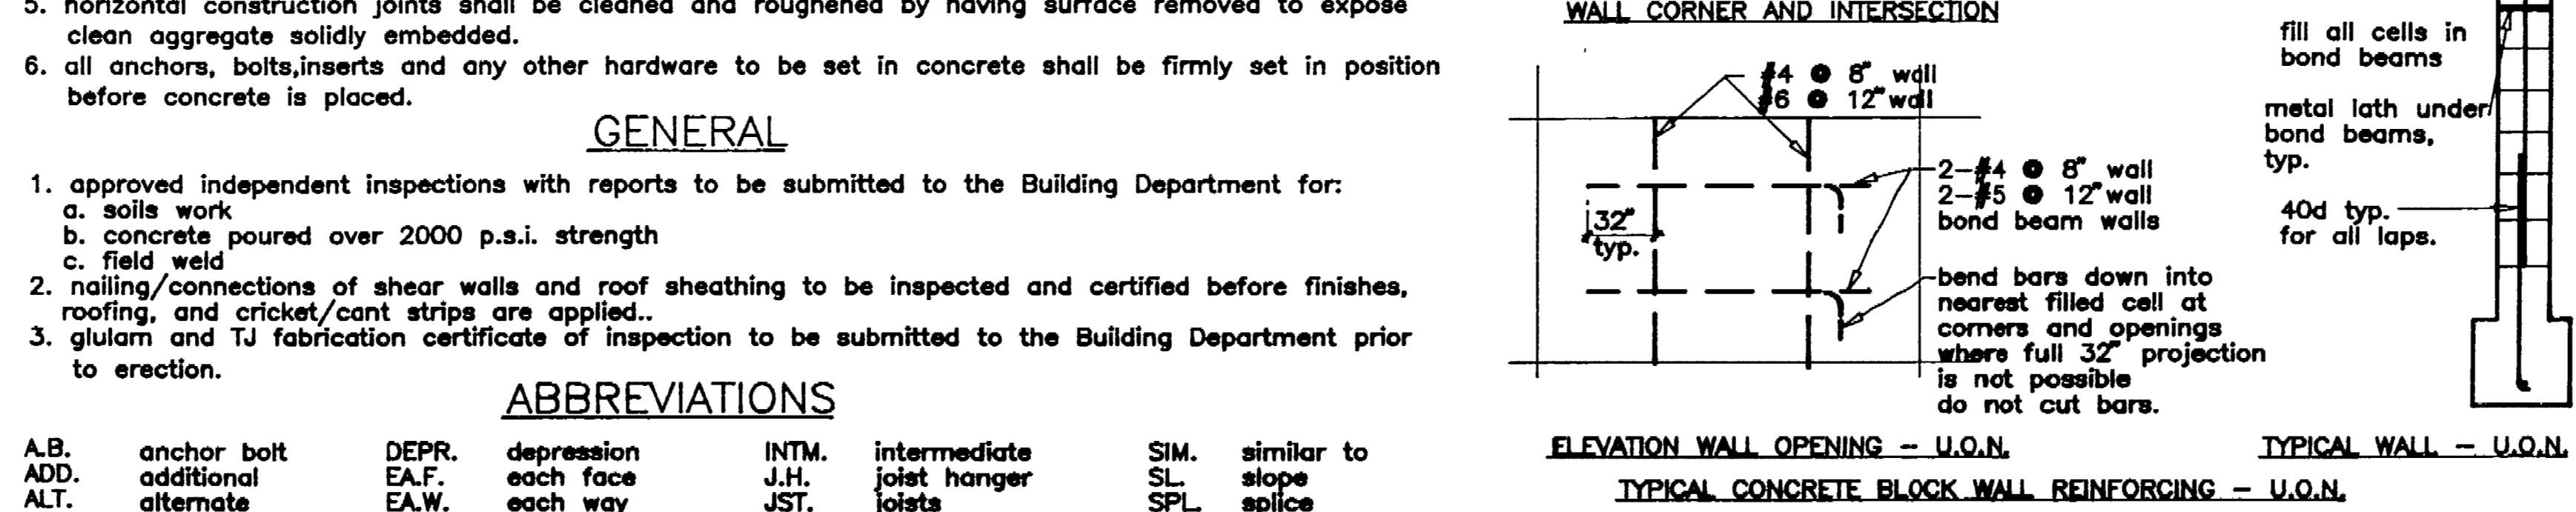 5. horizontal construction joints shall be cleaned and roughened by having surface removed to expose
clean aggregate solidly embedded.
6. all anchors, bolts,inserts and any other hardware to be set in concrete shall be firmly set in position
before concrete is placed.
GENERAL
1. approved independent inspections with reports to be submitted to the Building Department for:
a. soils work
b. concrete poured over 2000 p.s.i. strength
c. field weld
2. nailing/connections of shear walls and roof sheathing to be inspected and certified before finishes,
roofing, and cricket/cant strips are applied..
3. glulam and TJ fabrication certificate of inspection to be submitted to the Building Department prior
to erection.
ABBREVIATIONS
A.B. anchor bolt DEPR. depression INTM. intermediate SIM. similar to
ADD. additional EA.F. each face J.H. joist hanger SL. slope
ALT. alternate EA.W. each way JST. joists SPL. splice
WALL CORNER AND INTERSECTION
#4 @ 8" wall
#6 @ 12" wall
2-#4 @ 8" wall
2-#5 @ 12" wall
bond beam walls
32"
typ.
bend bars down into
nearest filled cell at
corners and openings
where full 32" projection
is not possible
do not cut bars.
ELEVATION WALL OPENING - U.O.N.
fill all cells in
bond beams
metal lath under
bond beams,
typ.
40d typ.
for all laps.
TYPICAL WALL - U.O.N.
TYPICAL CONCRETE BLOCK WALL REINFORCING - U.O.N.